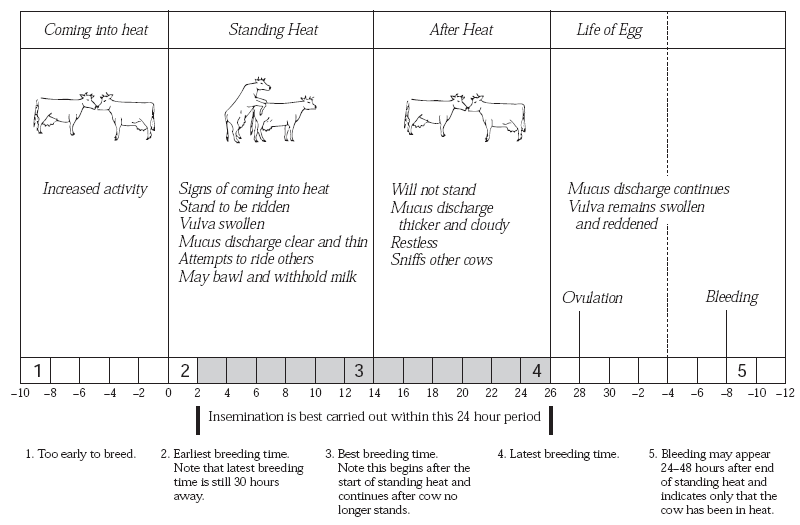 Coming into heat
Standing Heat
After Heat
Life of Egg
Increased activity
Signs of coming into heat
Stand to be ridden
Vulva swollen
Mucus discharge clear and thin
Attempts to ride others
May bawl and withhold milk
Will not stand
Mucus discharge
thicker and cloudy
Restless
Sniffs other cows
Mucus discharge continues
Vulva remains swollen
and reddened
Ovulation
Bleeding
1 2 3 4 5
–10 –8 –6 –4 –2 0 2 4 6 8 10 12 14 16 18 20 22 24 26 28 30 –2 –4 –6 –8 –10 –12
Insemination is best carried out within this 24 hour period
1. Too early to breed.
2. Earliest breeding time.
Note that latest breeding
time is still 30 hours
away.
3. Best breeding time.
Note this begins after the
start of standing heat and
continues after cow no
longer stands.
4. Latest breeding time.
5. Bleeding may appear
24–48 hours after end
of standing heat and
indicates only that the
cow has been in heat.